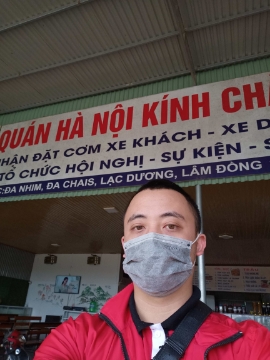 QUÁN HÀ NỘI KÍNH
NHẬN ĐẶT CƠM XE KHÁCH - XE
TỔ CHỨC HỘI NGHỊ - SỰ KIỆN -
ĐA NHIM, ĐA CHAIS, LẠC DƯƠNG, LÂM ĐỒNG